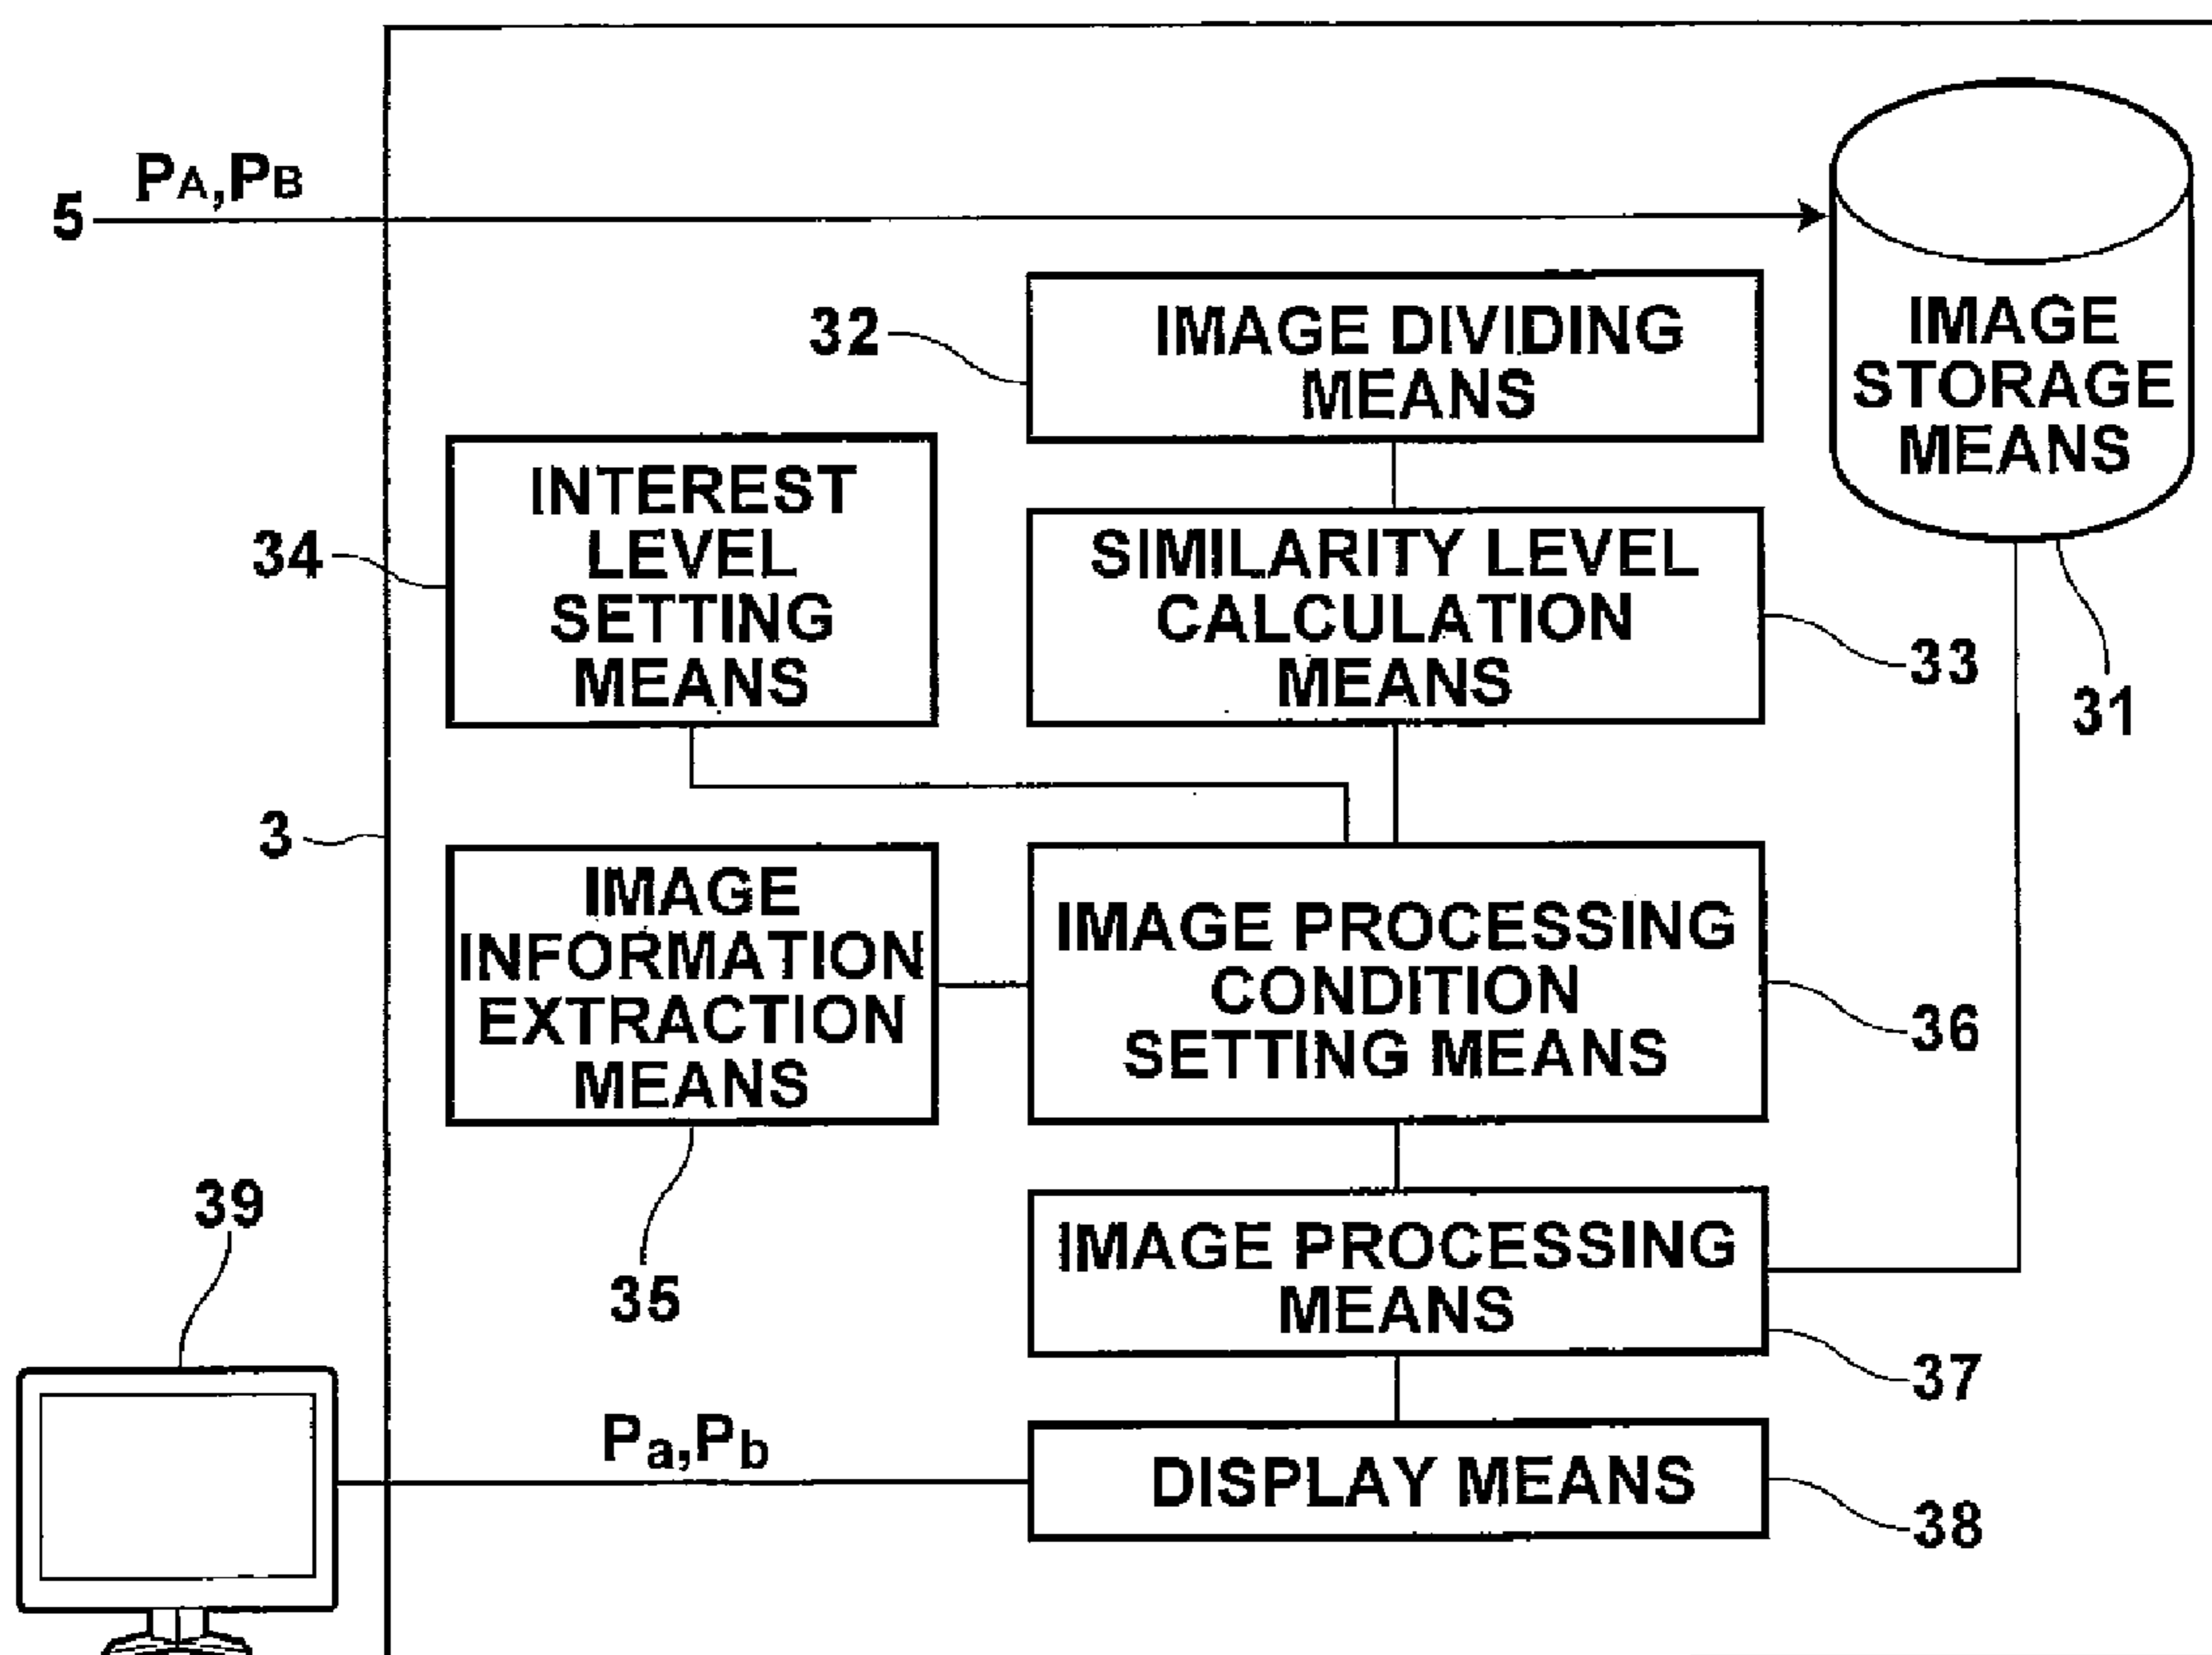 PA,PB
5
IMAGE STORAGE MEANS
31
32
IMAGE DIVIDING
MEANS
34
INTEREST
LEVEL
SETTING
MEANS
SIMILARITY LEVEL
CALCULATION
MEANS
33
3
IMAGE
INFORMATION
EXTRACTION
MEANS
35
IMAGE PROCESSING
CONDITION
SETTING MEANS
36
IMAGE PROCESSING
MEANS
37
39
Pa,Pb
DISPLAY MEANS
38